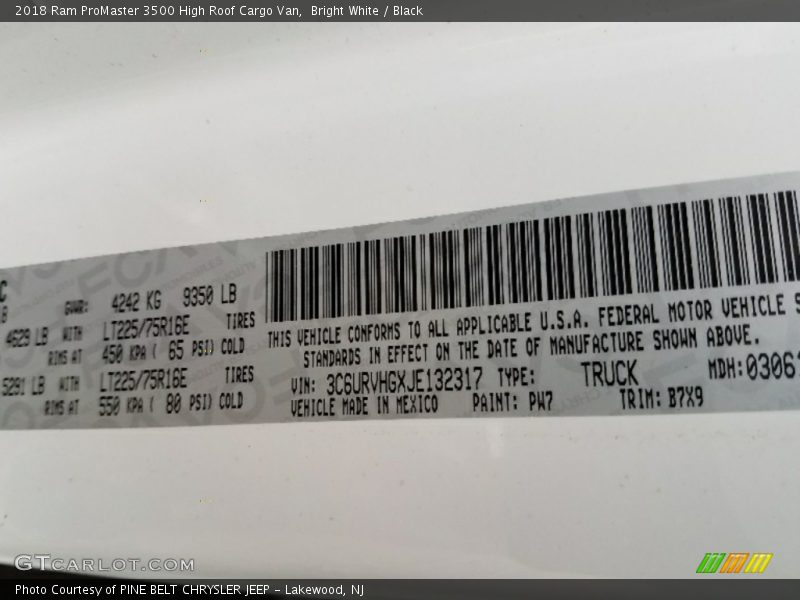 2018 Ram ProMaster 3500 High Roof Cargo Van, Bright White / Black
GVWR: 4242 KG 9350 LB
4629 LB WITH LT225/75R16E TIRES
RIMS AT 450 KPA ( 65 PSI) COLD
5291 LB WITH LT225/75R16E TIRES
RIMS AT 550 KPA ( 80 PSI) COLD
THIS VEHICLE CONFORMS TO ALL APPLICABLE U.S.A. FEDERAL MOTOR VEHICLE S
STANDARDS IN EFFECT ON THE DATE OF MANUFACTURE SHOWN ABOVE.
VIN: 3C6URVHGXJE132317 TYPE: TRUCK MDH: 03061
VEHICLE MADE IN MEXICO PAINT: PW7 TRIM: B7X9
GTCARLOT.COM
Photo Courtesy of PINE BELT CHRYSLER JEEP - Lakewood, NJ